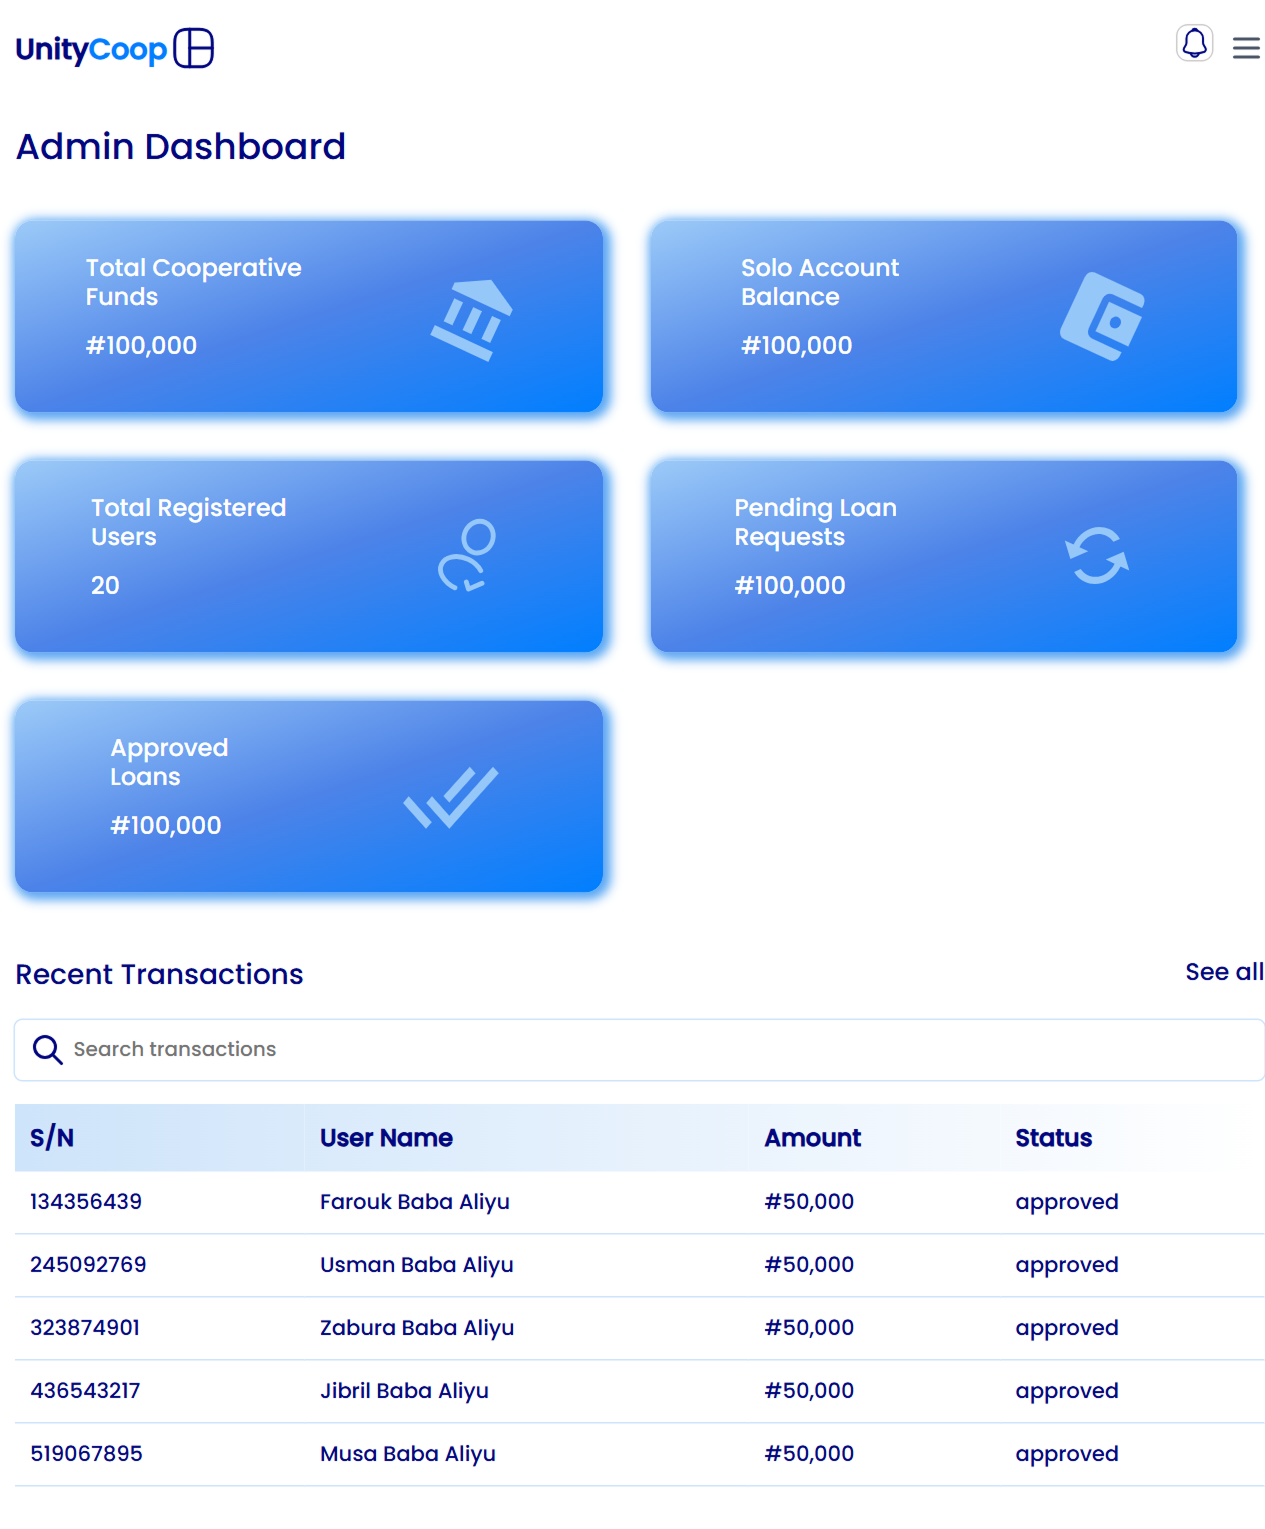 UnityCoop
Admin Dashboard
Total Cooperative
Funds
#100,000
Solo Account
Balance
#100,000
Total Registered
Users
20
Pending Loan
Requests
#100,000
Approved
Loans
#100,000
Recent Transactions
See all
Search transactions
S/N User Name Amount Status
134356439 Farouk Baba Aliyu #50,000 approved
245092769 Usman Baba Aliyu #50,000 approved
323874901 Zabura Baba Aliyu #50,000 approved
436543217 Jibril Baba Aliyu #50,000 approved
519067895 Musa Baba Aliyu #50,000 approved